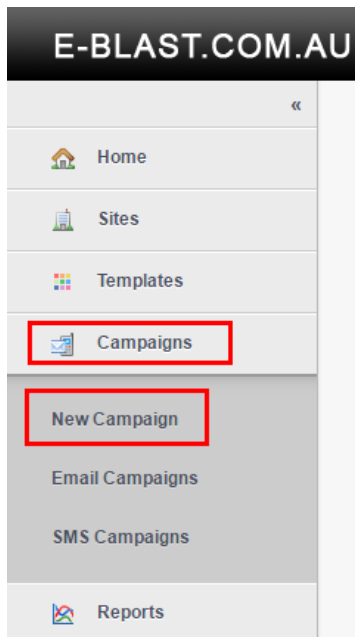 E-BLAST.COM.AU
«
Home
Sites
Templates
Campaigns
New Campaign
Email Campaigns
SMS Campaigns
Reports